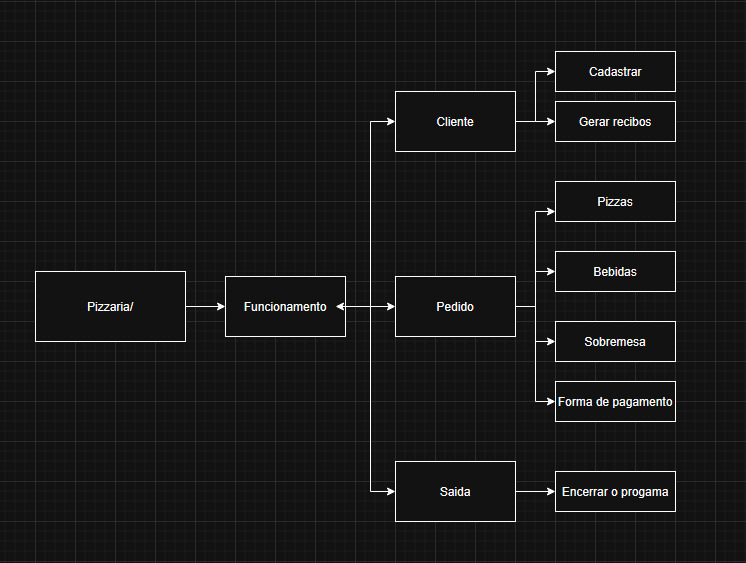 Pizzaria/
Funcionamento
Cliente
Cadastrar
Gerar recibos
Pedido
Pizzas
Bebidas
Sobremesa
Forma de pagamento
Saida
Encerrar o progama